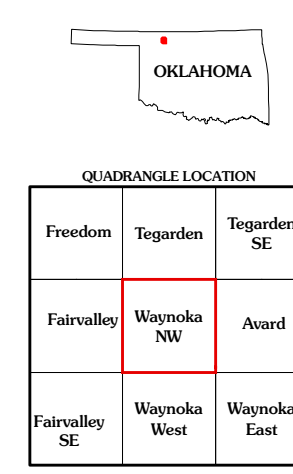 OKLAHOMA
QUADRANGLE LOCATION
Freedom
Tegarden
Tegarden
SE
Fairvalley
Waynoka
NW
Avard
Fairvalley
SE
Waynoka
West
Waynoka
East